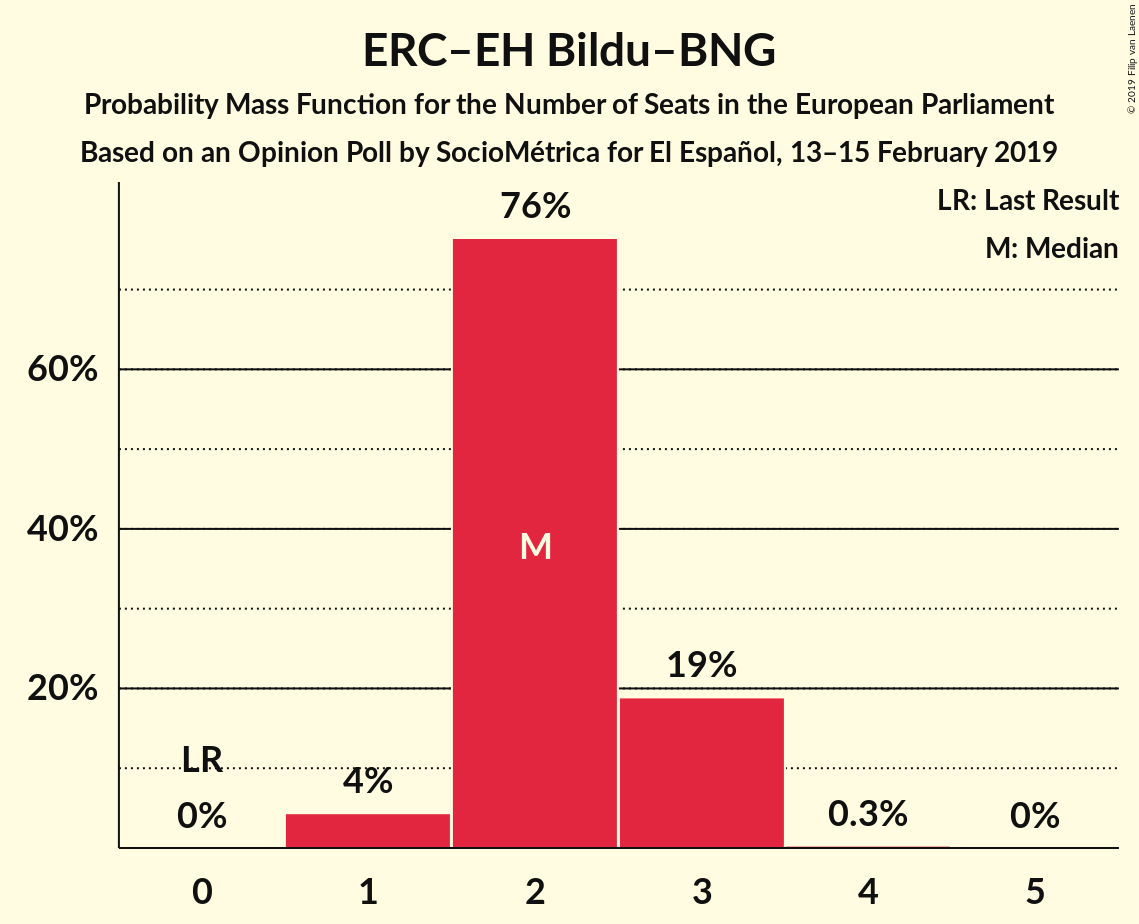 ERC–EH Bildu–BNG
Probability Mass Function for the Number of Seats in the European Parliament
Based on an Opinion Poll by SocioMétrica for El Español, 13–15 February 2019
© 2019 Filip van Laenen
LR: Last Result
M: Median
76%
60%
40%
M
19%
20%
LR
4%
0%
0.3%
0%
0 1 2 3 4 5